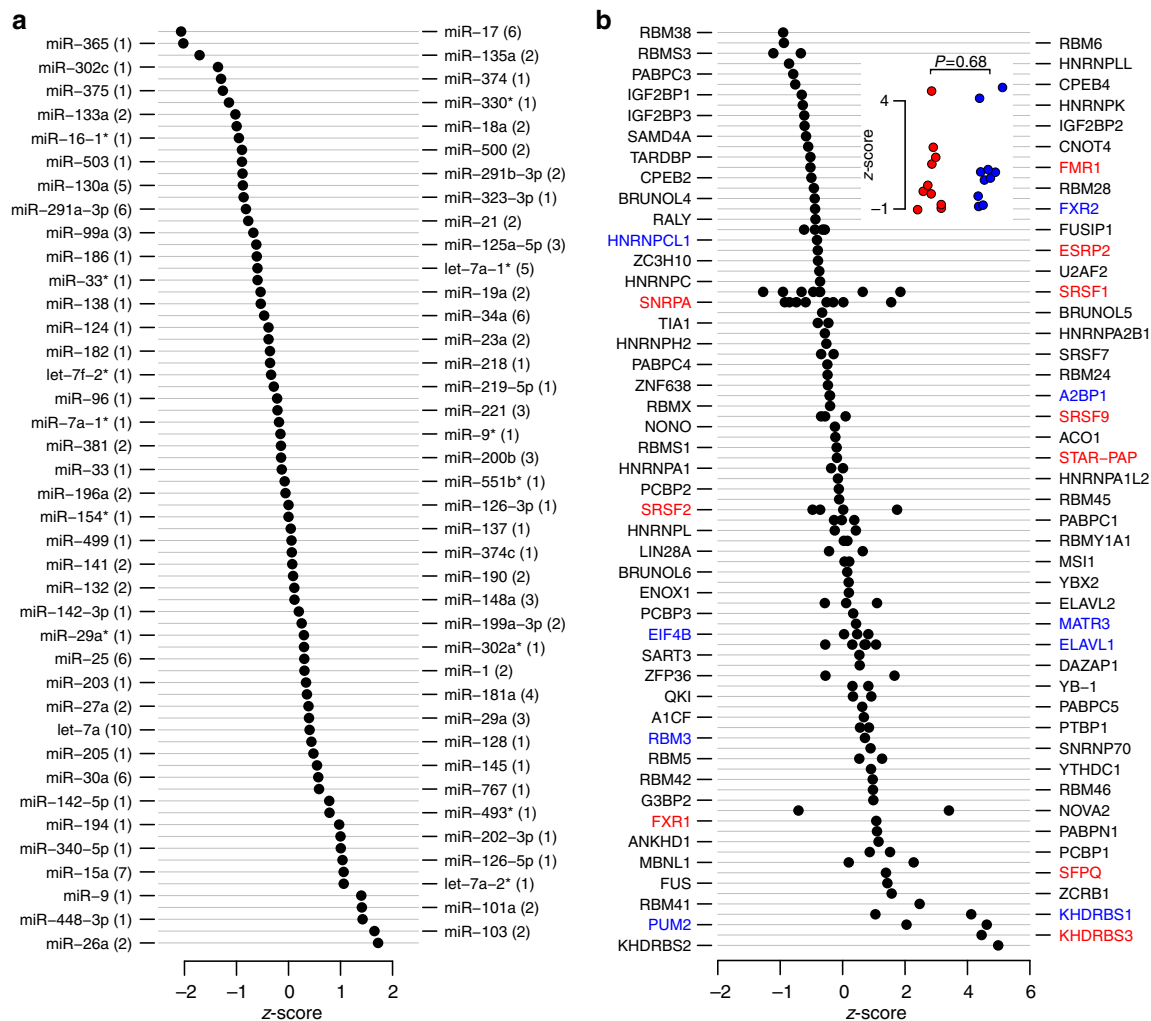 a
miR−365 (1)
miR−302c (1)
miR−375 (1)
miR−133a (2)
miR−16−1* (1)
miR−503 (1)
miR−130a (5)
miR−291a−3p (6)
miR−99a (3)
miR−186 (1)
miR−33* (1)
miR−138 (1)
miR−124 (1)
miR−182 (1)
let−7f−2* (1)
miR−96 (1)
miR−7a−1* (1)
miR−381 (2)
miR−33 (1)
miR−196a (2)
miR−154* (1)
miR−499 (1)
miR−141 (2)
miR−132 (2)
miR−142−3p (1)
miR−29a* (1)
miR−25 (6)
miR−203 (1)
miR−27a (2)
let−7a (10)
miR−205 (1)
miR−30a (6)
miR−142−5p (1)
miR−194 (1)
miR−340−5p (1)
miR−15a (7)
miR−9 (1)
miR−448−3p (1)
miR−26a (2)
miR−17 (6)
miR−135a (2)
miR−374 (1)
miR−330* (1)
miR−18a (2)
miR−500 (2)
miR−291b−3p (2)
miR−323−3p (1)
miR−21 (2)
miR−125a−5p (3)
let−7a−1* (5)
miR−19a (2)
miR−34a (6)
miR−23a (2)
miR−218 (1)
miR−219−5p (1)
miR−221 (3)
miR−9* (1)
miR−200b (3)
miR−551b* (1)
miR−126−3p (1)
miR−137 (1)
miR−374c (1)
miR−190 (2)
miR−148a (3)
miR−199a−3p (2)
miR−302a* (1)
miR−1 (2)
miR−181a (4)
miR−29a (3)
miR−128 (1)
miR−145 (1)
miR−767 (1)
miR−493* (1)
miR−202−3p (1)
miR−126−5p (1)
let−7a−2* (1)
miR−101a (2)
miR−103 (2)
−2 −1 0 1 2
z-score
b
RBM38
RBMS3
PABPC3
IGF2BP1
IGF2BP3
SAMD4A
TARDBP
CPEB2
BRUNOL4
RALY
HNRNPCL1
ZC3H10
HNRNPC
SNRPA
TIA1
HNRNPH2
PABPC4
ZNF638
RBMX
NONO
RBMS1
HNRNPA1
PCBP2
SRSF2
HNRNPL
LIN28A
BRUNOL6
ENOX1
PCBP3
EIF4B
SART3
ZFP36
QKI
A1CF
RBM3
RBM5
RBM42
G3BP2
FXR1
ANKHD1
MBNL1
FUS
RBM41
PUM2
KHDRBS2
P=0.68
4
z-score
−1
RBM6
HNRNPLL
CPEB4
HNRNPK
IGF2BP2
CNOT4
FMR1
RBM28
FXR2
FUSIP1
ESRP2
U2AF2
SRSF1
BRUNOL5
HNRNPA2B1
SRSF7
RBM24
A2BP1
SRSF9
ACO1
STAR−PAP
HNRNPA1L2
RBM45
PABPC1
RBMY1A1
MSI1
YBX2
ELAVL2
MATR3
ELAVL1
DAZAP1
YB−1
PABPC5
PTBP1
SNRNP70
YTHDC1
RBM46
NOVA2
PABPN1
PCBP1
SFPQ
ZCRB1
KHDRBS1
KHDRBS3
−2 −1 0 2 4 6
z-score